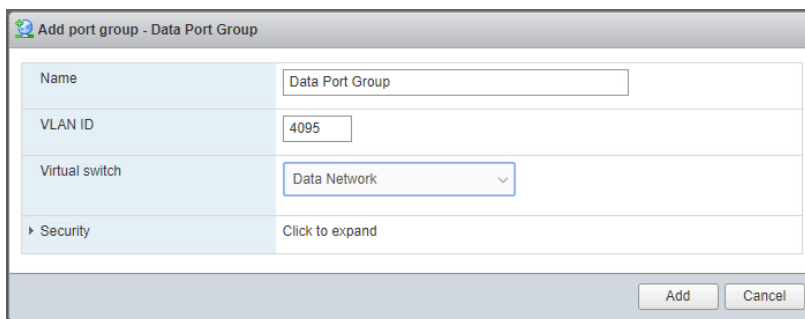 Add port group - Data Port Group
Name Data Port Group
VLAN ID 4095
Virtual switch Data Network
Security Click to expand
Add Cancel